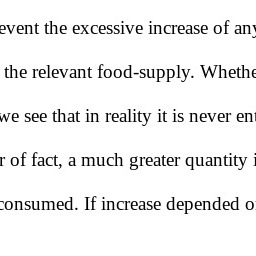 event the excessive increase of any
the relevant food-supply. Whethe
we see that in reality it is never ent
r of fact, a much greater quantity i
consumed. If increase depended o